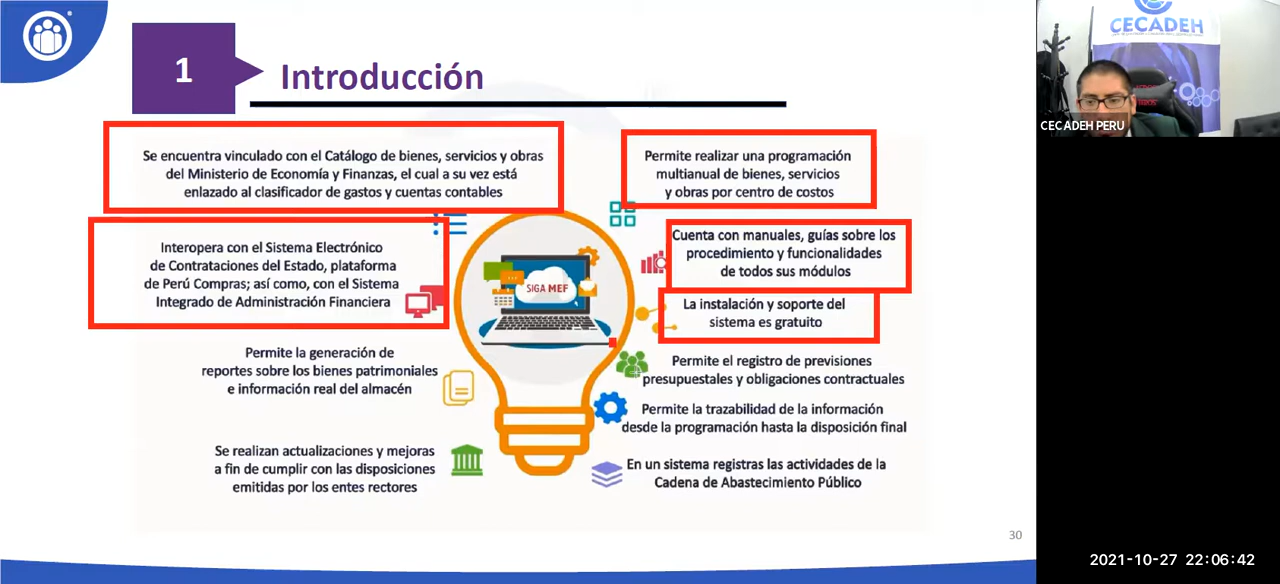 1
Introducción
Se encuentra vinculado con el Catálogo de bienes, servicios y obras
del Ministerio de Economía y Finanzas, el cual a su vez está
enlazado al clasificador de gastos y cuentas contables
Interopera con el Sistema Electrónico
de Contrataciones del Estado, plataforma
de Perú Compras; así como, con el Sistema
Integrado de Administración Financiera
Permite la generación de
reportes sobre los bienes patrimoniales
e información real del almacén
Se realizan actualizaciones y mejoras
a fin de cumplir con las disposiciones
emitidas por los entes rectores
SIGA MEF
Permite realizar una programación
multianual de bienes, servicios
y obras por centro de costos
Cuenta con manuales, guías sobre los
procedimiento y funcionalidades
de todos sus módulos
La instalación y soporte del
sistema es gratuito
Permite el registro de previsiones
presupuestales y obligaciones contractuales
Permite la trazabilidad de la información
desde la programación hasta la disposición final
En un sistema registras las actividades de la
Cadena de Abastecimiento Público
30
CECADEH
CECADEH PERU
2021-10-27 22:06:42